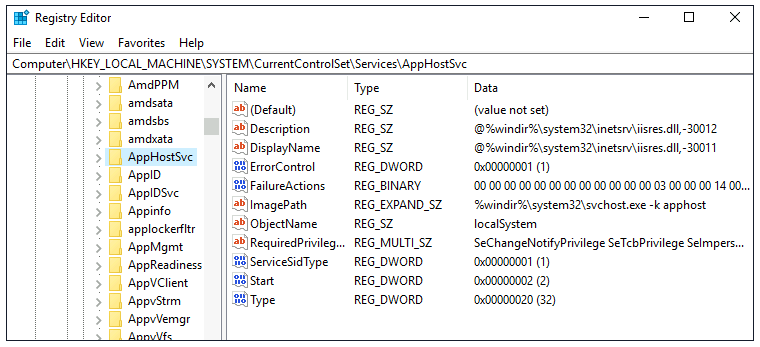 Registry Editor
File Edit View Favorites Help
Computer\HKEY_LOCAL_MACHINE\SYSTEM\CurrentControlSet\Services\AppHostSvc
AmdPPM
amdsata
amdsbs
amdxata
AppHostSvc
AppID
AppIDSvc
Appinfo
applockerfltr
AppMgmt
AppReadiness
AppVClient
AppvStrm
AppvVemgr
AppvVfs
Name Type Data
(Default) REG_SZ (value not set)
Description REG_SZ @%windir%\system32\inetsrv\iisres.dll,-30012
DisplayName REG_SZ @%windir%\system32\inetsrv\iisres.dll,-30011
ErrorControl REG_DWORD 0x00000001 (1)
FailureActions REG_BINARY 00 00 00 00 00 00 00 00 00 00 00 00 03 00 00 00 14 00...
ImagePath REG_EXPAND_SZ %windir%\system32\svchost.exe -k apphost
ObjectName REG_SZ localSystem
RequiredPrivileg... REG_MULTI_SZ SeChangeNotifyPrivilege SeTcbPrivilege SeImpers...
ServiceSidType REG_DWORD 0x00000001 (1)
Start REG_DWORD 0x00000002 (2)
Type REG_DWORD 0x00000020 (32)